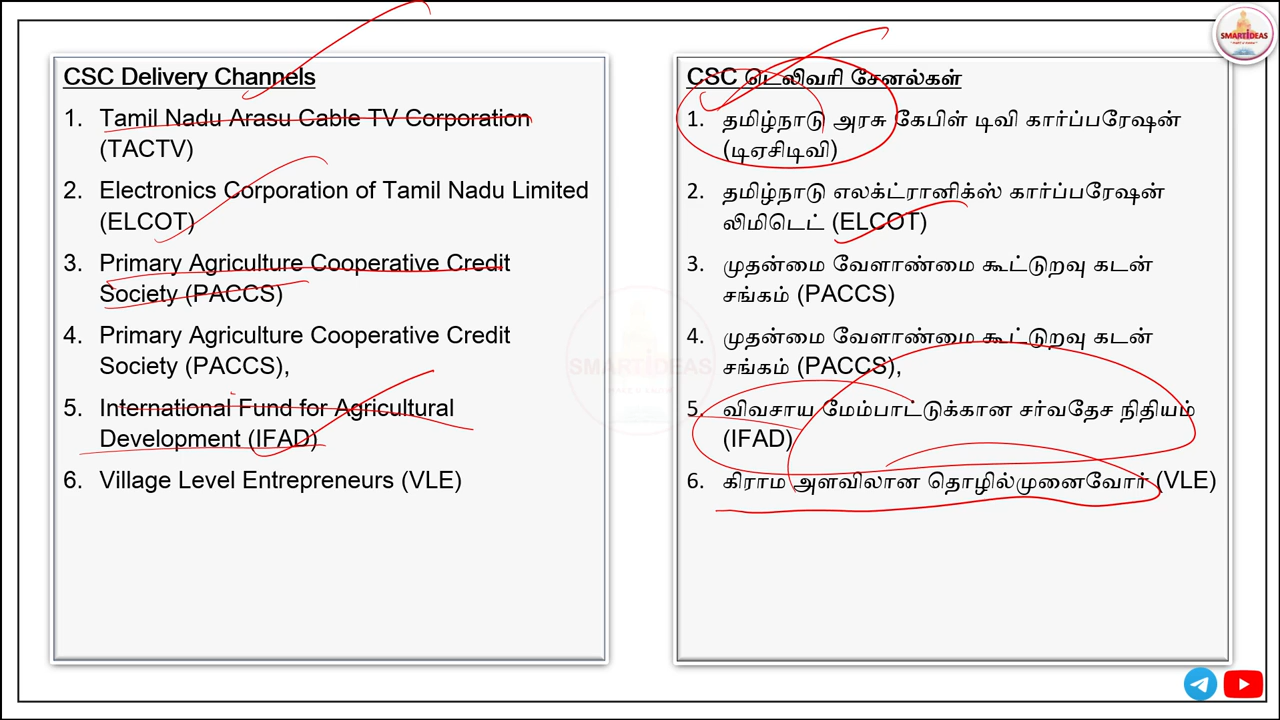 SMARTIDEAS
CSC Delivery Channels
1. Tamil Nadu Arasu Cable TV Corporation
(TACTV)
2. Electronics Corporation of Tamil Nadu Limited
(ELCOT)
3. Primary Agriculture Cooperative Credit
Society (PACCS)
4. Primary Agriculture Cooperative Credit
Society (PACCS),
5. International Fund for Agricultural
Development (IFAD)
6. Village Level Entrepreneurs (VLE)
CSC டெலிவரி சேனல்கள்
1. தமிழ்நாடு அரசு கேபிள் டிவி கார்ப்பரேஷன்
(டிஏசிடிவி)
2. தமிழ்நாடு எலக்ட்ரானிக்ஸ் கார்ப்பரேஷன்
லிமிடெட் (ELCOT)
3. முதன்மை வேளாண்மை கூட்டுறவு கடன்
சங்கம் (PACCS)
4. முதன்மை வேளாண்மை கூட்டுறவு கடன்
சங்கம் (PACCS),
5. விவசாய மேம்பாட்டுக்கான சர்வதேச நிதியம்
(IFAD)
6. கிராம அளவிலான தொழில்முனைவோர் (VLE)
SMARTIDEAS